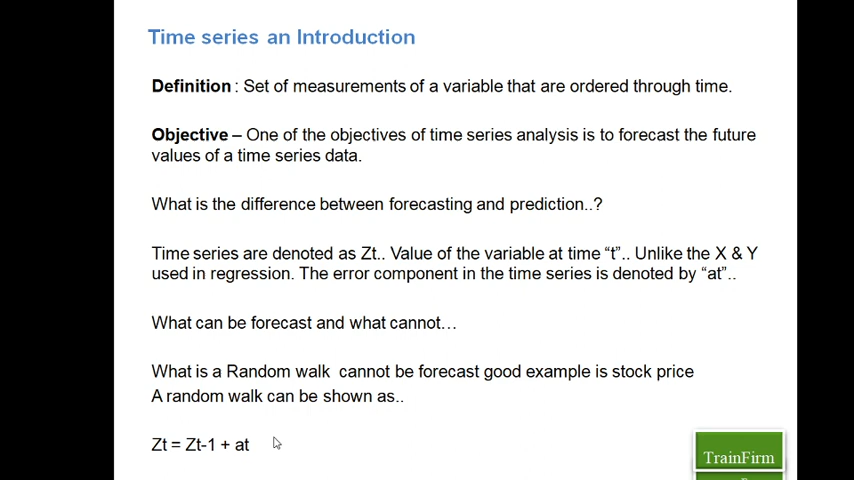 Time series an Introduction
Definition : Set of measurements of a variable that are ordered through time.
Objective – One of the objectives of time series analysis is to forecast the future
values of a time series data.
What is the difference between forecasting and prediction..?
Time series are denoted as Zt.. Value of the variable at time “t”.. Unlike the X & Y
used in regression. The error component in the time series is denoted by “at”..
What can be forecast and what cannot…
What is a Random walk cannot be forecast good example is stock price
A random walk can be shown as..
Zt = Zt-1 + at
TrainFirm